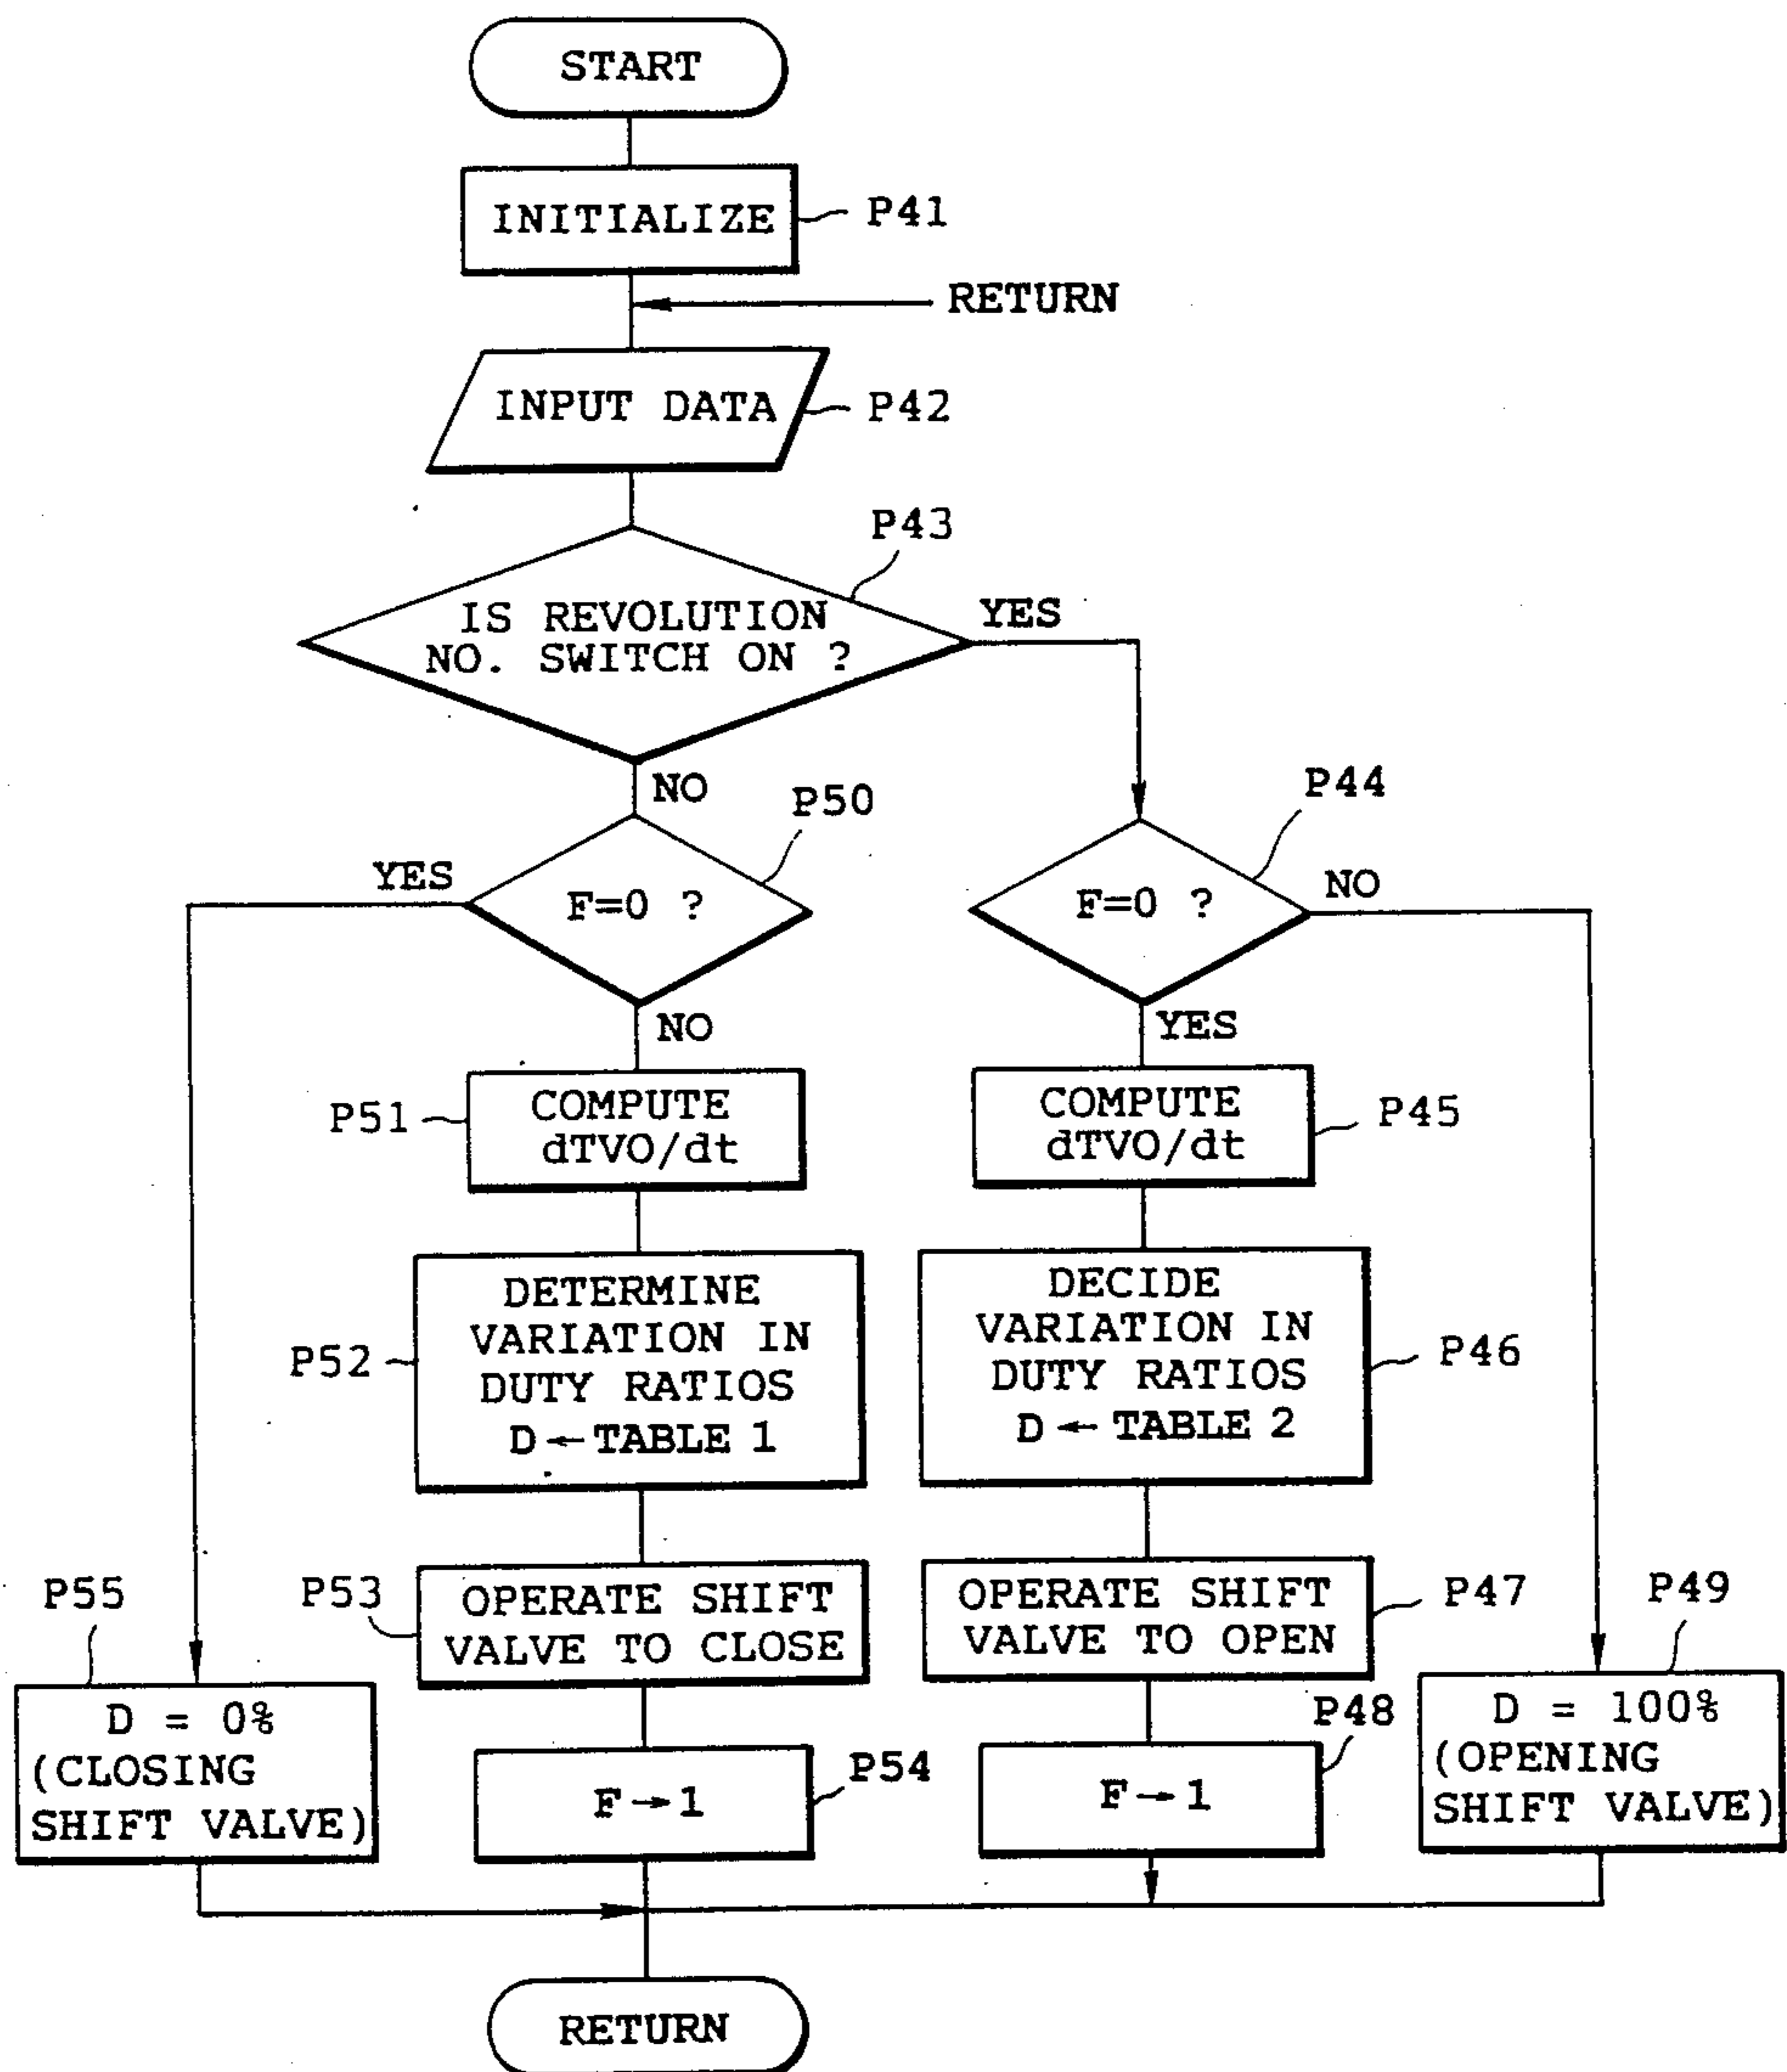 START
INITIALIZE
P41
RETURN
INPUT DATA
P42
P43
IS REVOLUTION
NO. SWITCH ON ?
YES
NO
P50
P44
YES
F=0 ?
F=0 ?
NO
NO
YES
P51
COMPUTE
dTVO/dt
COMPUTE
dTVO/dt
P45
P52
DETERMINE
VARIATION IN
DUTY RATIOS
D ← TABLE 1
DECIDE
VARIATION IN
DUTY RATIOS
D ← TABLE 2
P46
P55
P53
OPERATE SHIFT
VALVE TO CLOSE
OPERATE SHIFT
VALVE TO OPEN
P47
P49
D = 0%
(CLOSING
SHIFT VALVE)
F→1
P54
F→1
P48
D = 100%
(OPENING
SHIFT VALVE)
RETURN